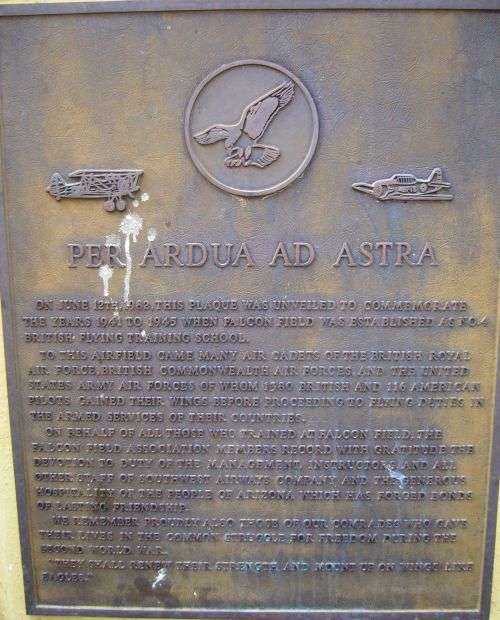 PER ARDUA AD ASTRA
ON JUNE 12TH, THIS PLAQUE WAS UNVEILED TO COMMEMORATE
THE YEARS 1941 TO 1945 WHEN FALCON FIELD WAS ESTABLISHED AS NO.4
BRITISH FLYING TRAINING SCHOOL.
TO THIS AIRFIELD CAME MANY AIR CADETS OF THE BRITISH ROYAL
AIR FORCE, BRITISH COMMONWEALTH AIR FORCES, AND THE UNITED
STATES ARMY AIR FORCES OF WHOM BRITISH AND 116 AMERICAN
PILOTS GAINED THEIR WINGS BEFORE PROCEEDING TO FLYING DUTIES IN
THE ARMED SERVICES OF THEIR COUNTRIES.
ON BEHALF OF ALL THOSE WHO TRAINED AT FALCON FIELD, THE
FALCON FIELD ASSOCIATION MEMBERS RECORD WITH GRATITUDE THE
DEVOTION TO DUTY OF THE MANAGEMENT, INSTRUCTORS AND ALL
OTHER STAFF OF SOUTHWEST AIRWAYS COMPANY AND THE GENEROUS
HOSPITALITY OF THE PEOPLE OF ARIZONA WHICH HAS FORGED BONDS
OF LASTING FRIENDSHIP.
WE REMEMBER PROUDLY ALSO THOSE OF OUR COMRADES WHO GAVE
THEIR LIVES IN THE COMMON STRUGGLE FOR FREEDOM DURING THE
SECOND WORLD WAR.
"THEY SHALL RENEW THEIR STRENGTH AND MOUNT UP ON WINGS LIKE
EAGLES."